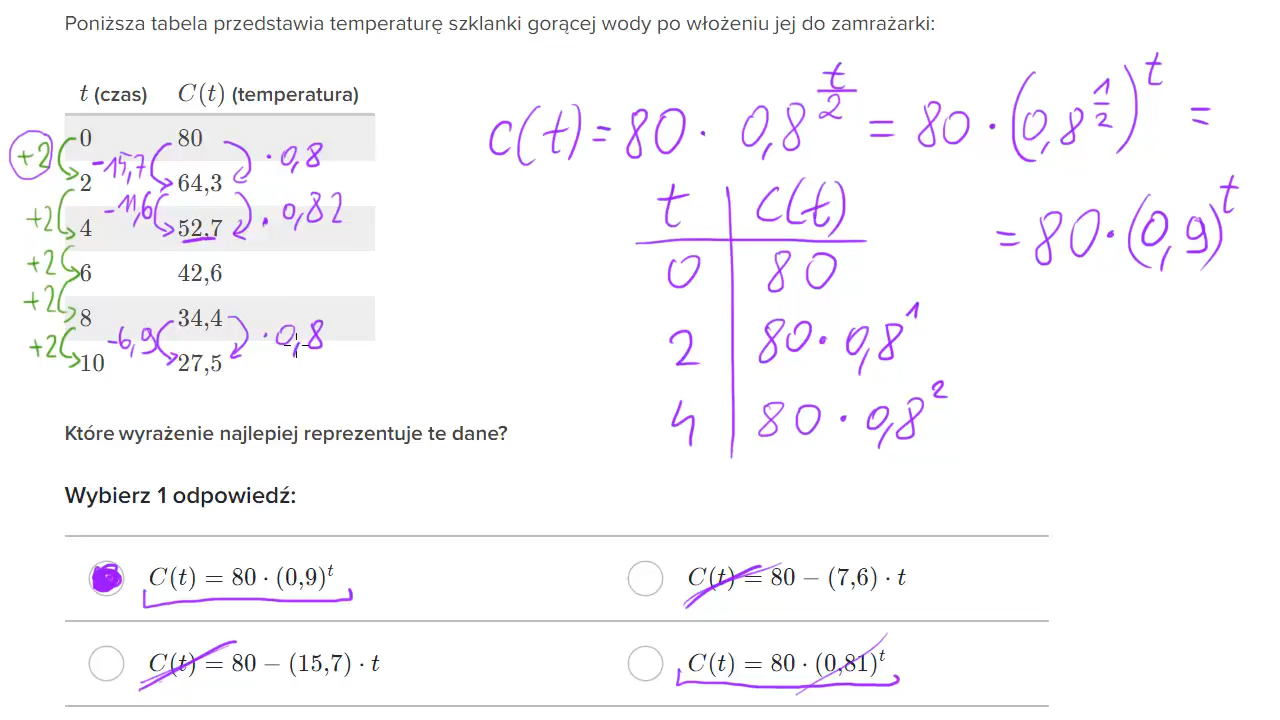 Poniższa tabela przedstawia temperaturę szklanki gorącej wody po włożeniu jej do zamrażarki:
t (czas) C(t) (temperatura)
0 80
2 64,3
4 52,7
6 42,6
8 34,4
10 27,5
+2 -15,7 · 0,8
+2 -11,6 · 0,82
+2
+2
+2 -6,9 · 0,8
c(t) = 80 · 0,8^(t/2) = 80 · (0,8^(1/2))^t =
= 80 · (0,9)^t
t C(t)
0 80
2 80 · 0,8^1
4 80 · 0,8^2
Które wyrażenie najlepiej reprezentuje te dane?
Wybierz 1 odpowiedź:
C(t) = 80 · (0,9)^t
C(t) = 80 − (7,6) · t
C(t) = 80 − (15,7) · t
C(t) = 80 · (0,81)^t